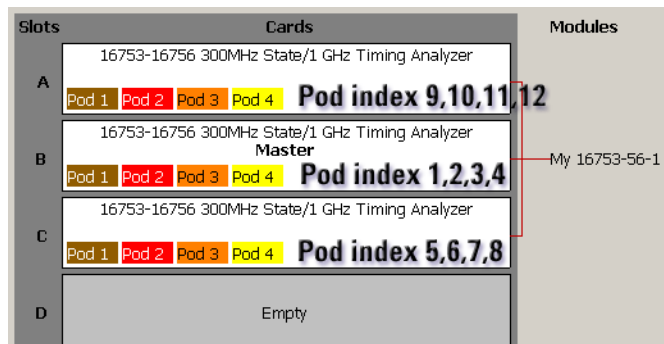 Slots Cards Modules
16753-16756 300MHz State/1 GHz Timing Analyzer
A
Pod 1 Pod 2 Pod 3 Pod 4 Pod index 9,10,11,12
16753-16756 300MHz State/1 GHz Timing Analyzer
Master
B My 16753-56-1
Pod 1 Pod 2 Pod 3 Pod 4 Pod index 1,2,3,4
16753-16756 300MHz State/1 GHz Timing Analyzer
C
Pod 1 Pod 2 Pod 3 Pod 4 Pod index 5,6,7,8
D Empty